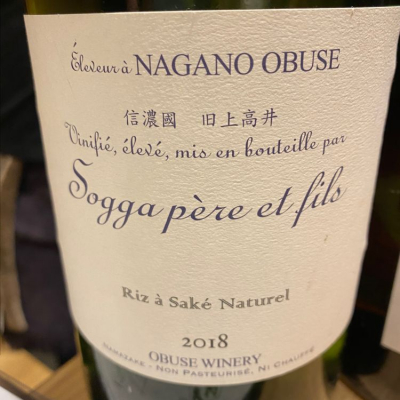 Éleveur à NAGANO OBUSE
信濃國 旧上高井
Vinifié, élevé, mis en bouteille par
Sogga père et fils
Riz à Saké Naturel
2018
OBUSE WINERY
NAMAZAKE - NON PASTEURISÉ, NI CHAUFFÉ